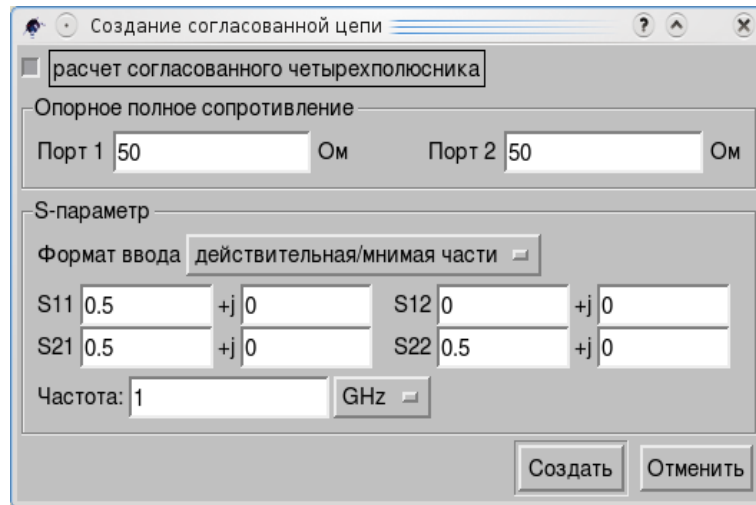 Создание согласованной цепи
расчет согласованного четырехполюсника
Опорное полное сопротивление
Порт 1 50 Ом Порт 2 50 Ом
S-параметр
Формат ввода действительная/мнимая части
S11 0.5 +j 0 S12 0 +j 0
S21 0.5 +j 0 S22 0.5 +j 0
Частота: 1 GHz
Создать Отменить